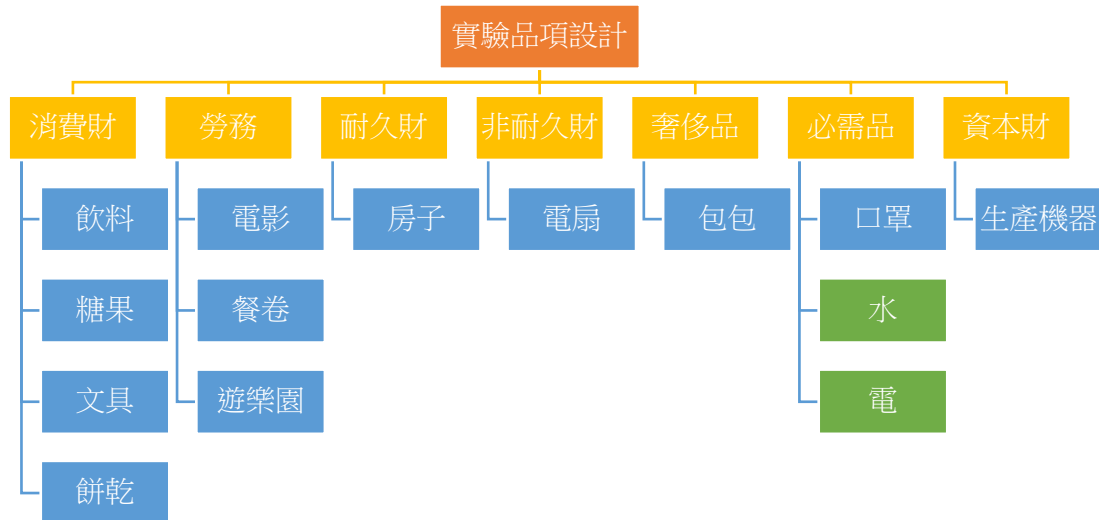 實驗品項設計
消費財
勞務
耐久財
非耐久財
奢侈品
必需品
資本財
飲料
電影
房子
電扇
包包
口罩
生產機器
糖果
餐卷
水
文具
遊樂園
電
餅乾